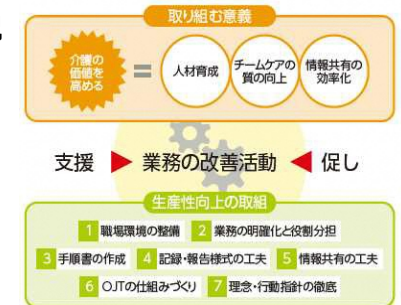 取り組む意義
介護の
価値を
高める
=
人材育成
チームケアの
質の向上
情報共有の
効率化
支援 ▶ 業務の改善活動 ◀ 促し
生産性向上の取組
1 職場環境の整備 2 業務の明確化と役割分担
3 手順書の作成 4 記録・報告様式の工夫 5 情報共有の工夫
6 OJTの仕組みづくり 7 理念・行動指針の徹底